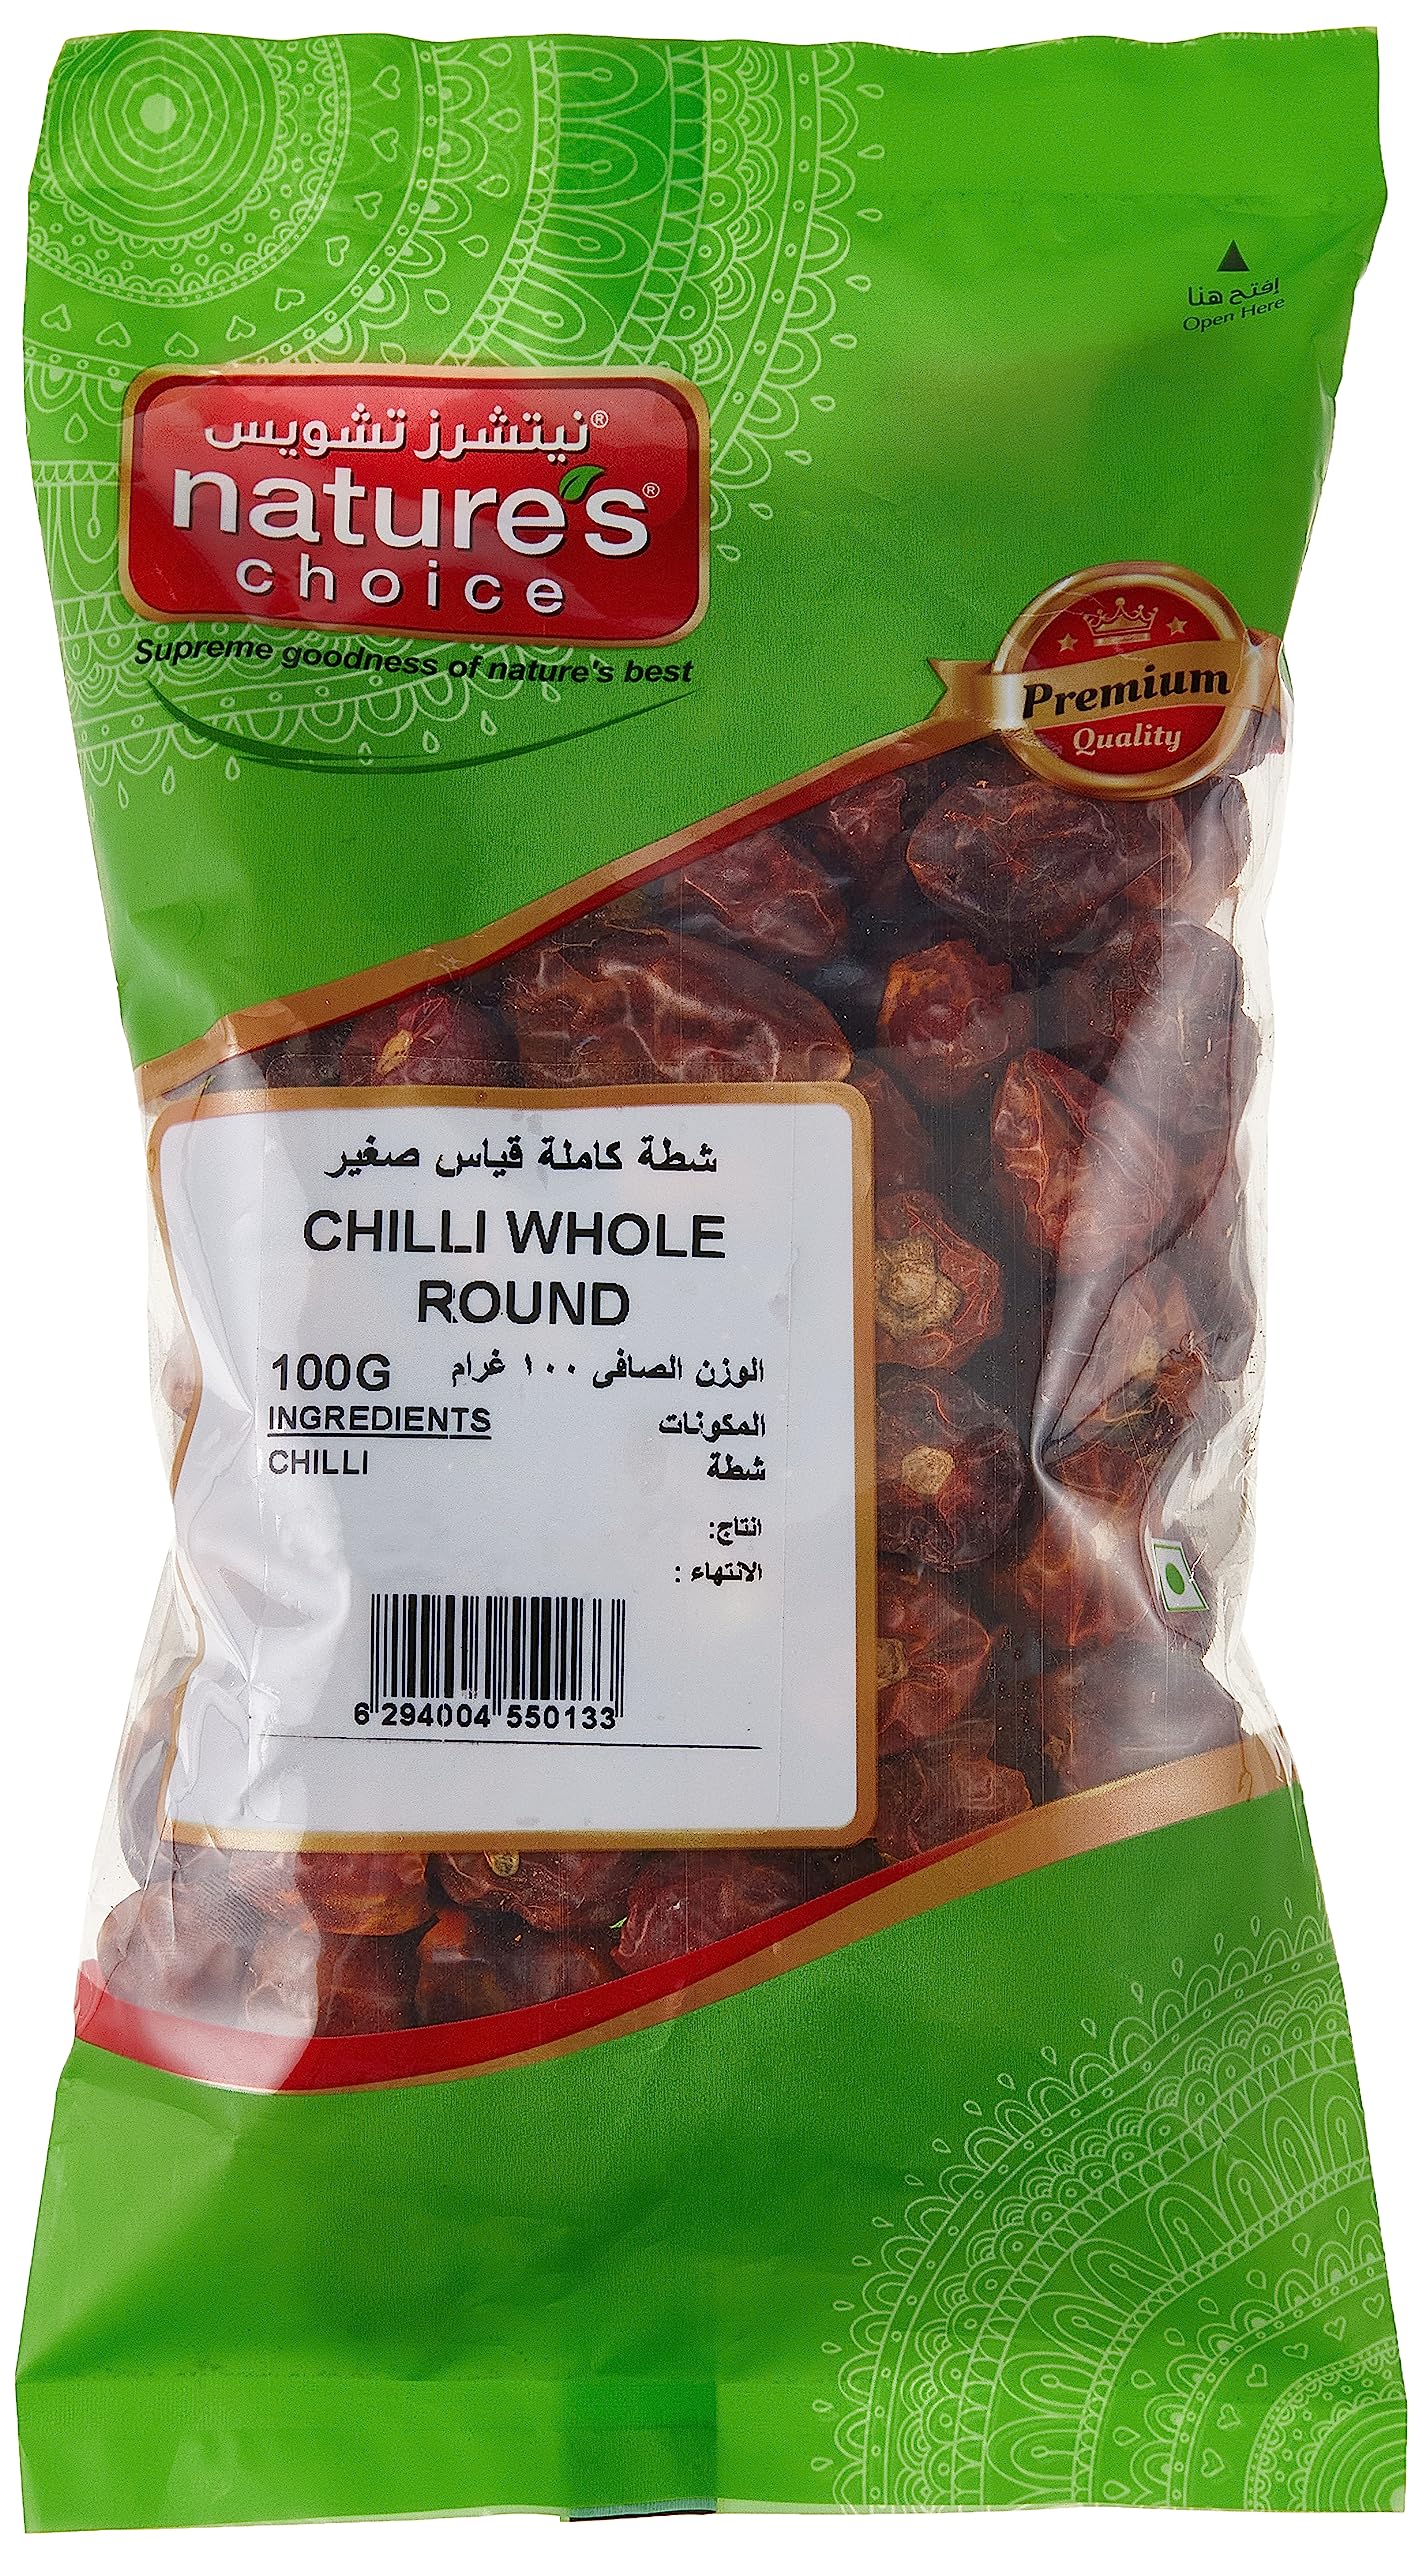 إفتح هنا
Open Here
نيتشرز تشويس®
nature's®
choice
Supreme goodness of nature's best
Premium
Quality
شطة كاملة قياس صغير
CHILLI WHOLE
ROUND
100G الوزن الصافى ١٠٠ غرام
INGREDIENTS المكونات
CHILLI شطة
انتاج:
الانتهاء :
6 294004 550133